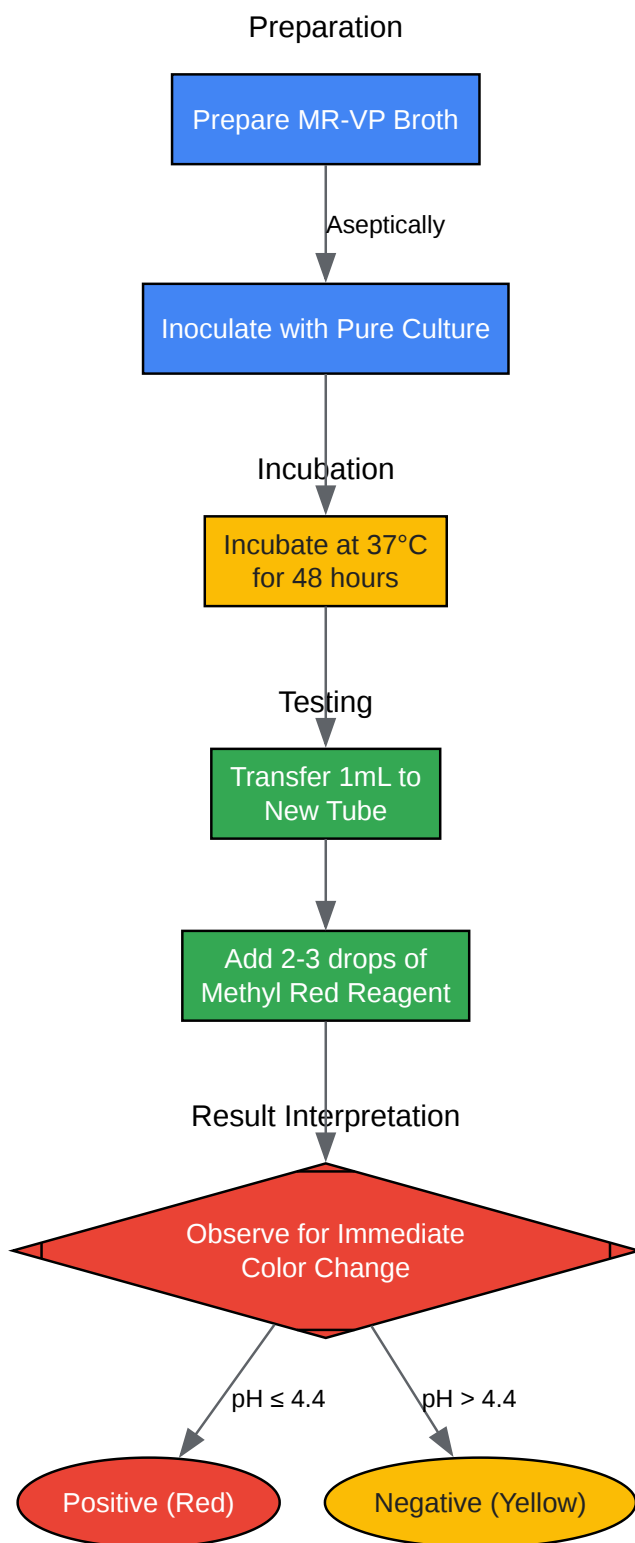 Preparation
Prepare MR-VP Broth
Aseptically
Inoculate with Pure Culture
Incubation
Incubate at 37°C
for 48 hours
Testing
Transfer 1mL to
New Tube
Add 2-3 drops of
Methyl Red Reagent
Result Interpretation
Observe for Immediate
Color Change
pH ≤ 4.4
pH > 4.4
Positive (Red)
Negative (Yellow)